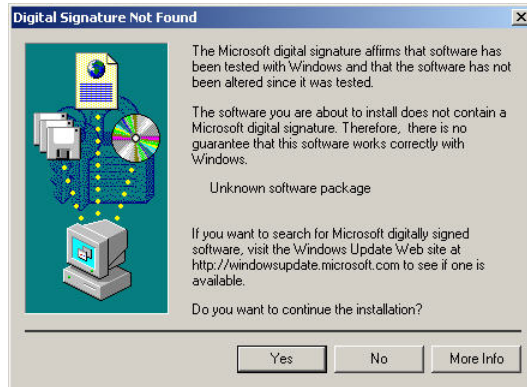 Digital Signature Not Found
The Microsoft digital signature affirms that software has
been tested with Windows and that the software has not
been altered since it was tested.
The software you are about to install does not contain a
Microsoft digital signature. Therefore, there is no
guarantee that this software works correctly with
Windows.
Unknown software package
If you want to search for Microsoft digitally signed
software, visit the Windows Update Web site at
http://windowsupdate.microsoft.com to see if one is
available.
Do you want to continue the installation?
Yes No More Info